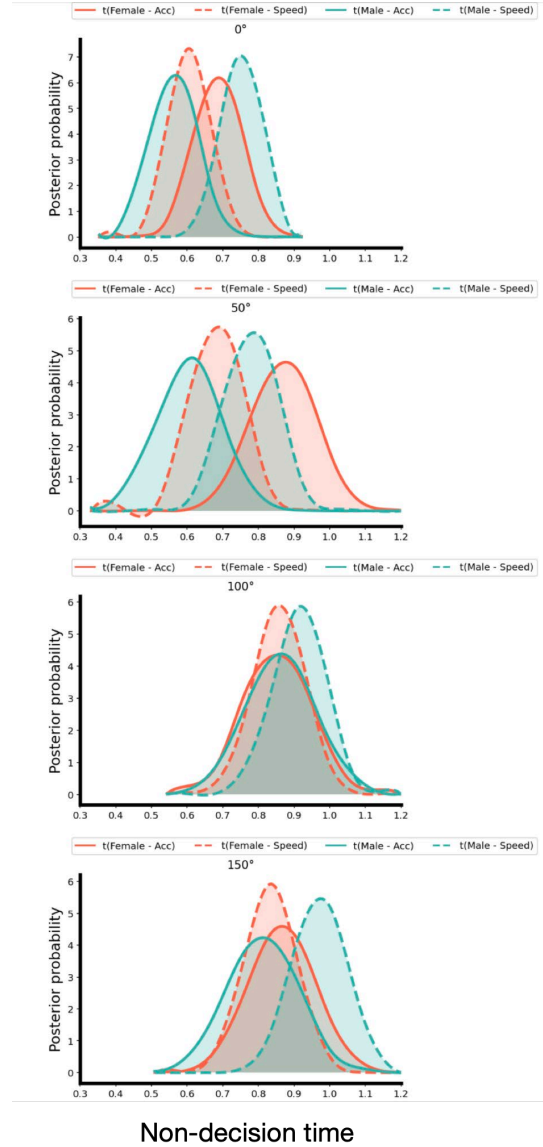 t(Female - Acc) t(Female - Speed) t(Male - Acc) t(Male - Speed)
0°
Posterior probability
7
6
5
4
3
2
1
0
0.3 0.4 0.5 0.6 0.7 0.8 0.9 1.0 1.1 1.2
t(Female - Acc) t(Female - Speed) t(Male - Acc) t(Male - Speed)
50°
Posterior probability
6
5
4
3
2
1
0
0.3 0.4 0.5 0.6 0.7 0.8 0.9 1.0 1.1 1.2
t(Female - Acc) t(Female - Speed) t(Male - Acc) t(Male - Speed)
100°
Posterior probability
6
5
4
3
2
1
0
0.3 0.4 0.5 0.6 0.7 0.8 0.9 1.0 1.1 1.2
t(Female - Acc) t(Female - Speed) t(Male - Acc) t(Male - Speed)
150°
Posterior probability
6
5
4
3
2
1
0
0.3 0.4 0.5 0.6 0.7 0.8 0.9 1.0 1.1 1.2
Non-decision time